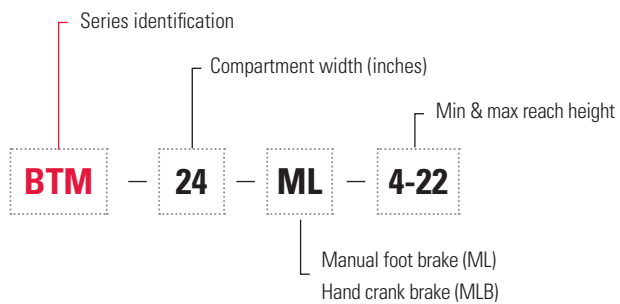 Series identification
Compartment width (inches)
Min & max reach height
BTM – 24 – ML – 4-22
Manual foot brake (ML)
Hand crank brake (MLB)